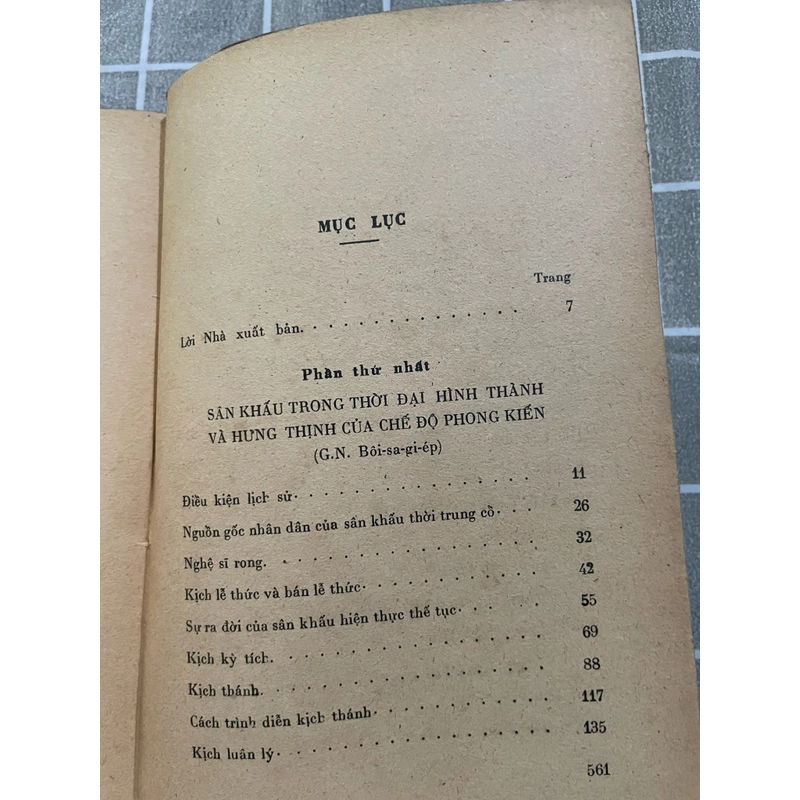 MỤC LỤC
Trang
Lời Nhà xuất bản. . . . . . . . . . . . . . . . 7
Phần thứ nhất
SÂN KHẤU TRONG THỜI ĐẠI HÌNH THÀNH
VÀ HƯNG THỊNH CỦA CHẾ ĐỘ PHONG KIẾN
(G.N. Bôi-sa-gi-ép)
Điều kiện lịch sử . . . . . . . . . . . . . . . 11
Nguồn gốc nhân dân của sân khấu thời trung cổ . . . 26
Nghệ sĩ rong. . . . . . . . . . . . . . . . . 32
Kịch lễ thức và bán lễ thức . . . . . . . . . . . 42
Sự ra đời của sân khấu hiện thực thế tục . . . . . . 55
Kịch kỳ tích. . . . . . . . . . . . . . . . . 69
Kịch thánh. . . . . . . . . . . . . . . . . . 88
Cách trình diễn kịch thánh . . . . . . . . . . . 117
Kịch luân lý . . . . . . . . . . . . . . . . . 135
561